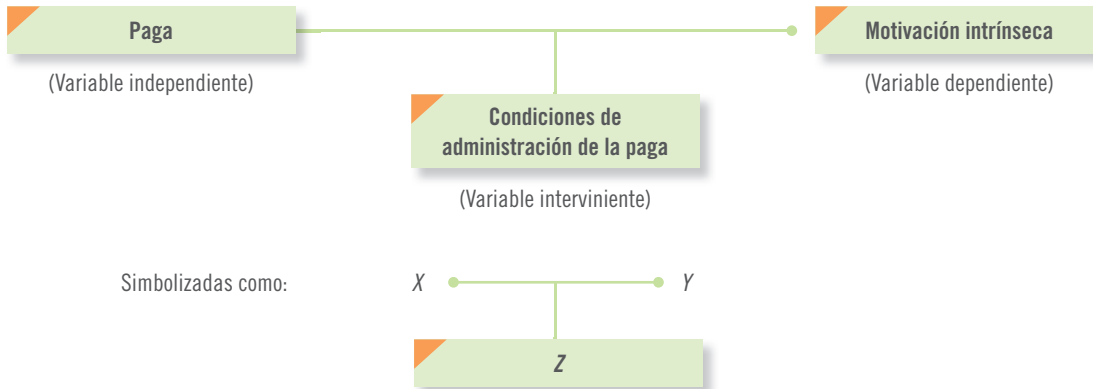 Paga
Motivación intrínseca
(Variable independiente)
(Variable dependiente)
Condiciones de
administración de la paga
(Variable interviniente)
Simbolizadas como: X Y
Z